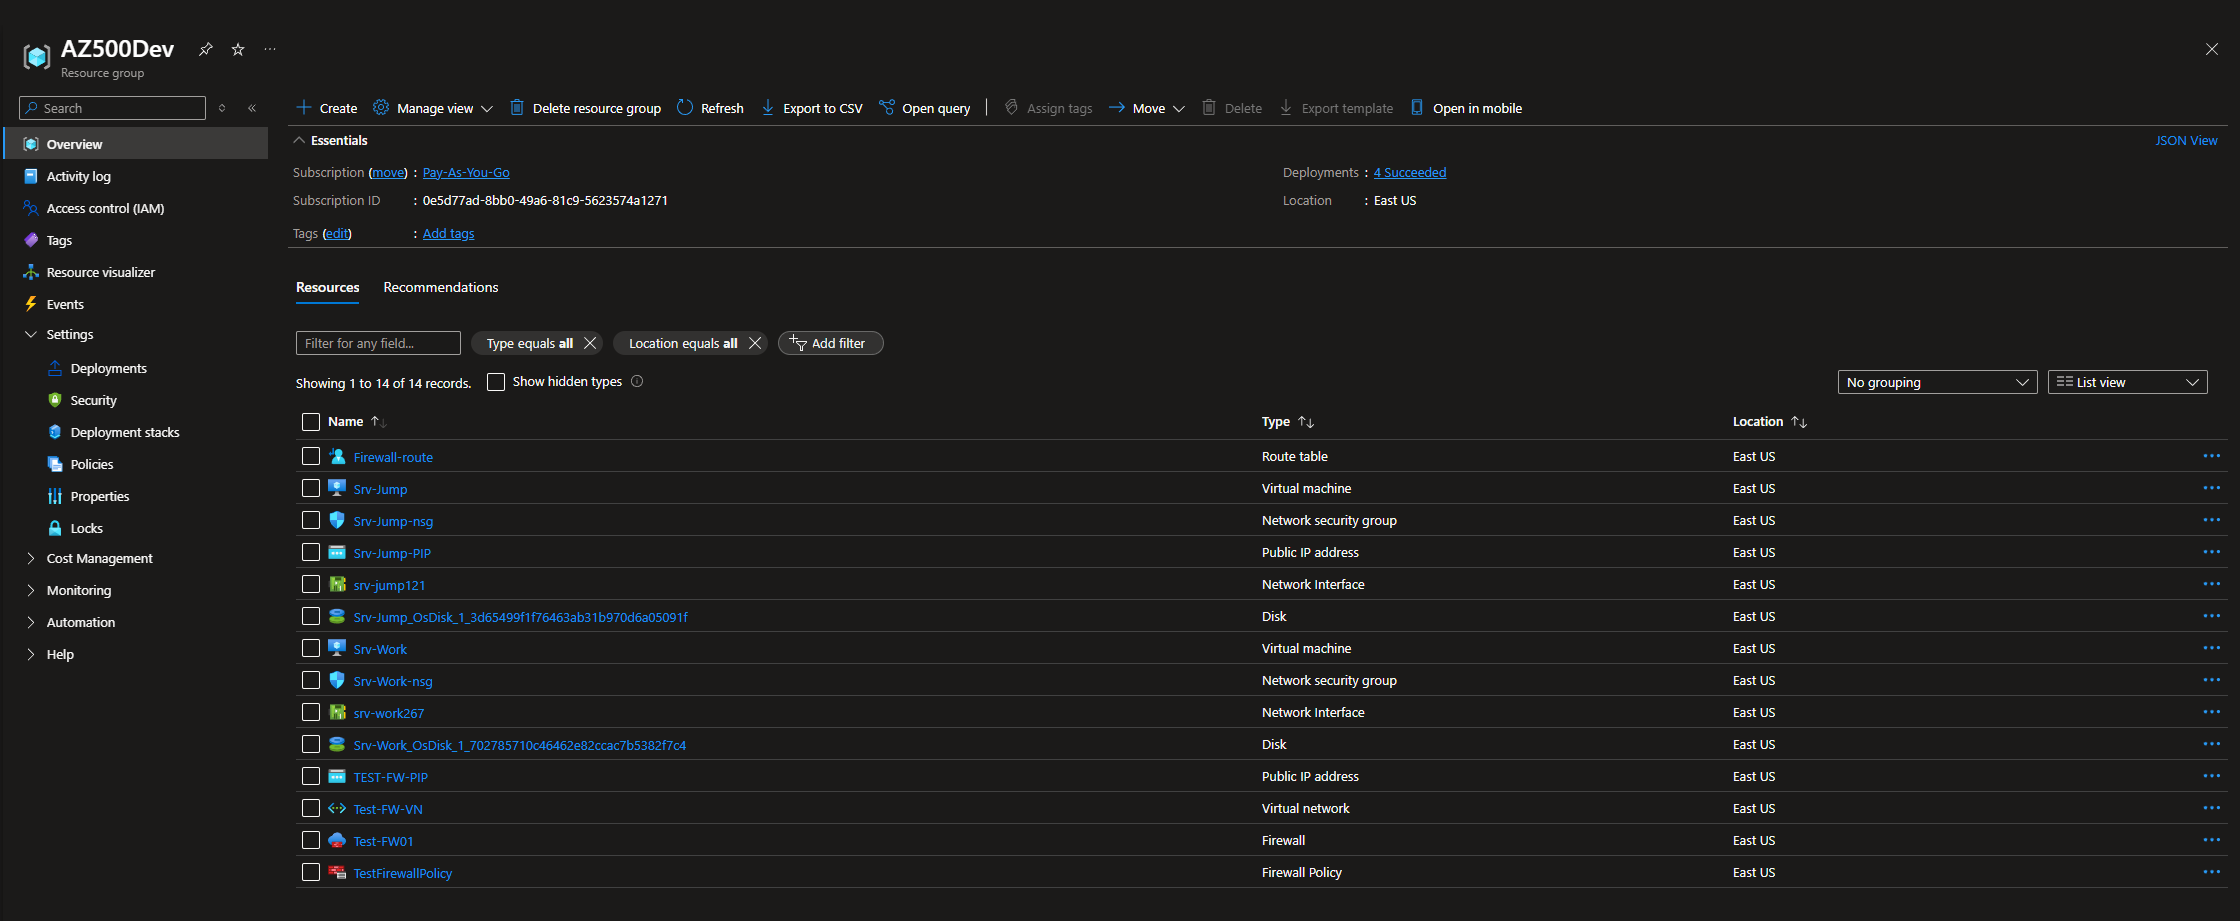 AZ500Dev
Resource group
Search
Overview
Activity log
Access control (IAM)
Tags
Resource visualizer
Events
Settings
Deployments
Security
Deployment stacks
Policies
Properties
Locks
Cost Management
Monitoring
Automation
Help
Create Manage view Delete resource group Refresh Export to CSV Open query Assign tags Move Delete Export template Open in mobile
Essentials JSON View
Subscription (move) : Pay-As-You-Go Deployments : 4 Succeeded
Subscription ID : 0e5d77ad-8bb0-49a6-81c9-5623574a1271 Location : East US
Tags (edit) : Add tags
Resources Recommendations
Filter for any field... Type equals all Location equals all Add filter
Showing 1 to 14 of 14 records. Show hidden types No grouping List view
Name Type Location
Firewall-route Route table East US
Srv-Jump Virtual machine East US
Srv-Jump-nsg Network security group East US
Srv-Jump-PIP Public IP address East US
srv-jump121 Network Interface East US
Srv-Jump_OsDisk_1_3d65499f1f76463ab31b970d6a05091f Disk East US
Srv-Work Virtual machine East US
Srv-Work-nsg Network security group East US
srv-work267 Network Interface East US
Srv-Work_OsDisk_1_702785710c46462e82ccac7b5382f7c4 Disk East US
TEST-FW-PIP Public IP address East US
Test-FW-VN Virtual network East US
Test-FW01 Firewall East US
TestFirewallPolicy Firewall Policy East US